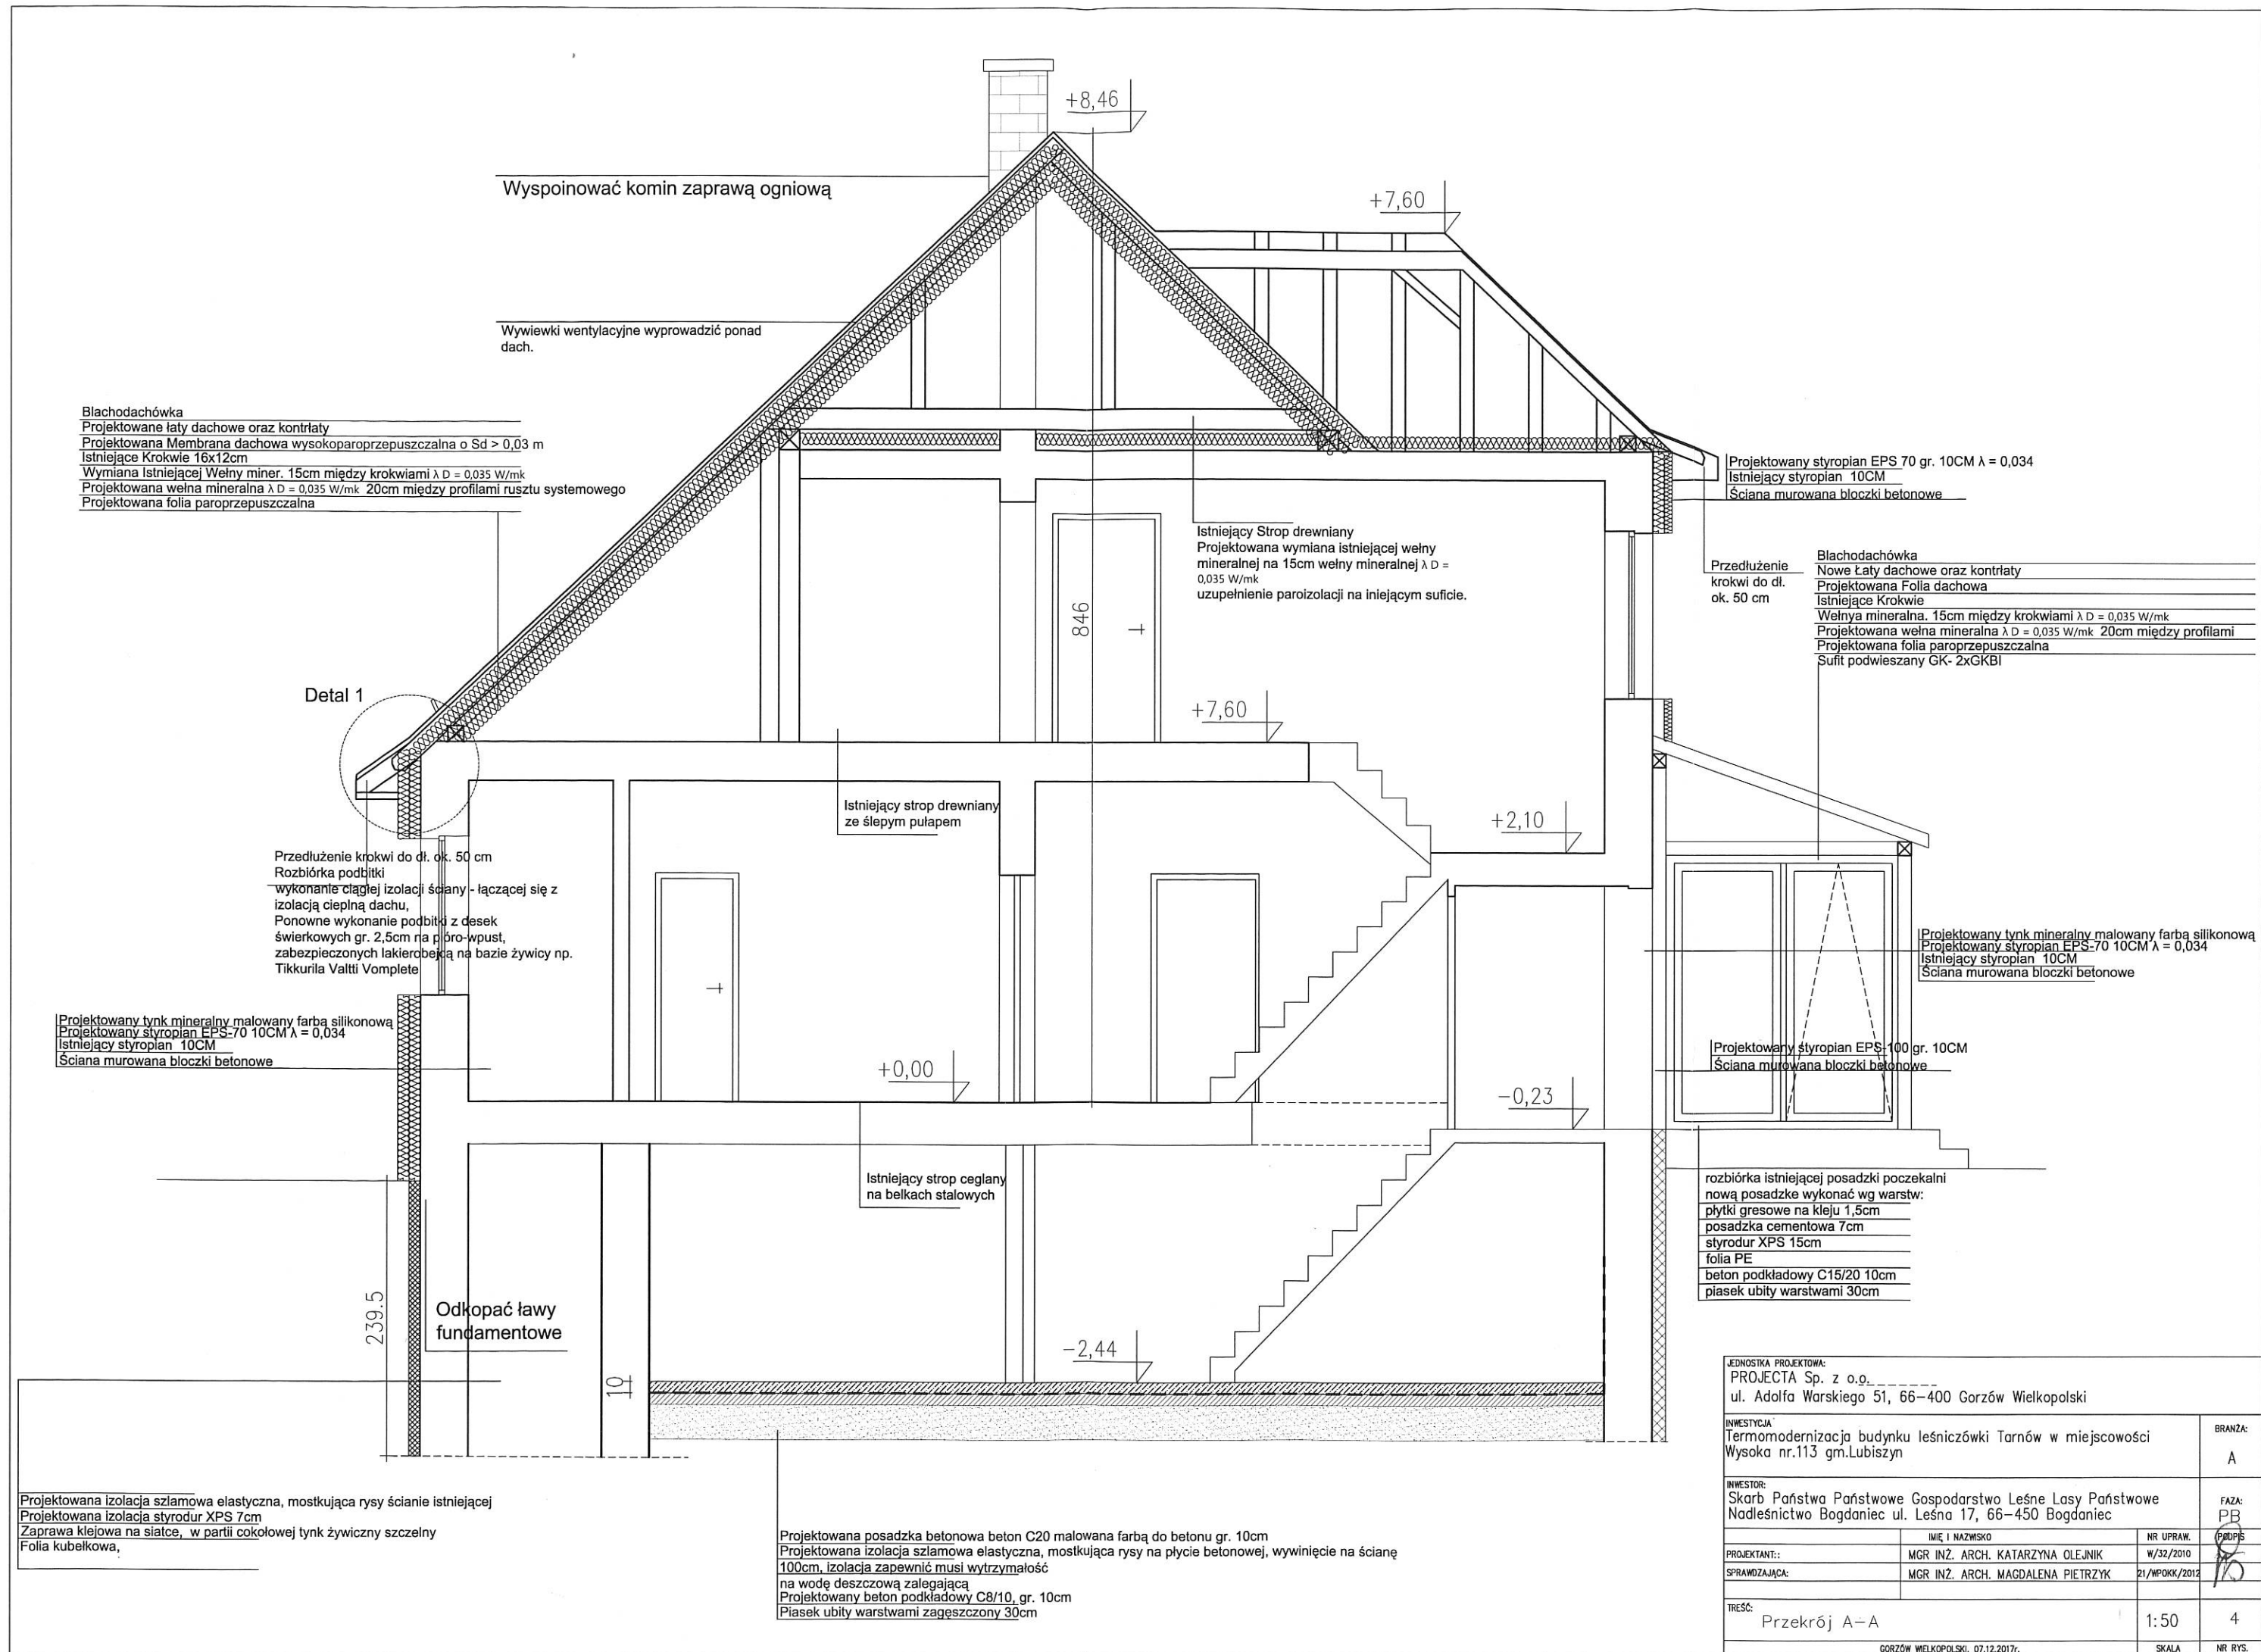 +8,46
Wyspoinować komin zaprawą ogniową
+7,60
Wywiewki wentylacyjne wyprowadzić ponad
dach.
Blachodachówka
Projektowane łaty dachowe oraz kontrłaty
Projektowana Membrana dachowa wysokoparoprzepuszczalna o Sd > 0,03 m
Istniejące Krokwie 16x12cm
Wymiana Istniejącej Wełny miner. 15cm między krokwiami λ D = 0,035 W/mk
Projektowana wełna mineralna λ D = 0,035 W/mk 20cm między profilami rusztu systemowego
Projektowana folia paroprzepuszczalna
Projektowany styropian EPS 70 gr. 10CM λ = 0,034
Istniejący styropian 10CM
Ściana murowana bloczki betonowe
Istniejący Strop drewniany
Projektowana wymiana istniejącej wełny
mineralnej na 15cm wełny mineralnej λ D =
0,035 W/mk
uzupełnienie paroizolacji na iniejącym suficie.
Przedłużenie
krokwi do dł.
ok. 50 cm
Blachodachówka
Nowe Łaty dachowe oraz kontrłaty
Projektowana Folia dachowa
Istniejące Krokwie
Wełnya mineralna. 15cm między krokwiami λ D = 0,035 W/mk
Projektowana wełna mineralna λ D = 0,035 W/mk 20cm między profilami
Projektowana folia paroprzepuszczalna
Sufit podwieszany GK- 2xGKBI
846
Detal 1
+7,60
Istniejący strop drewniany
ze ślepym pułapem
+2,10
Przedłużenie krokwi do dł. ok. 50 cm
Rozbiórka podbitki
wykonanie ciągłej izolacji ściany - łączącej się z
izolacją cieplną dachu,
Ponowne wykonanie podbitki z desek
świerkowych gr. 2,5cm na pióro-wpust,
zabezpieczonych lakierobejcą na bazie żywicy np.
Tikkurila Valtti Vomplete
Projektowany tynk mineralny malowany farbą silikonową
Projektowany styropian EPS-70 10CM λ = 0,034
Istniejący styropian 10CM
Ściana murowana bloczki betonowe
Projektowany tynk mineralny malowany farbą silikonową
Projektowany styropian EPS-70 10CM λ = 0,034
Istniejący styropian 10CM
Ściana murowana bloczki betonowe
+0,00
Projektowany styropian EPS-100 gr. 10CM
Ściana murowana bloczki betonowe
-0,23
Istniejący strop ceglany
na belkach stalowych
rozbiórka istniejącej posadzki poczekalni
nową posadzke wykonać wg warstw:
płytki gresowe na kleju 1,5cm
posadzka cementowa 7cm
styrodur XPS 15cm
folia PE
beton podkładowy C15/20 10cm
piasek ubity warstwami 30cm
239.5
Odkopać ławy
fundamentowe
-2,44
10
Projektowana izolacja szlamowa elastyczna, mostkująca rysy ścianie istniejącej
Projektowana izolacja styrodur XPS 7cm
Zaprawa klejowa na siatce, w partii cokołowej tynk żywiczny szczelny
Folia kubełkowa,
Projektowana posadzka betonowa beton C20 malowana farbą do betonu gr. 10cm
Projektowana izolacja szlamowa elastyczna, mostkująca rysy na płycie betonowej, wywinięcie na ścianę
100cm, izolacja zapewnić musi wytrzymałość
na wodę deszczową zalegającą
Projektowany beton podkładowy C8/10, gr. 10cm
Piasek ubity warstwami zagęszczony 30cm
JEDNOSTKA PROJEKTOWA:
PROJECTA Sp. z o.o.
ul. Adolfa Warskiego 51, 66-400 Gorzów Wielkopolski
INWESTYCJA
Termomodernizacja budynku leśniczówki Tarnów w miejscowości
Wysoka nr.113 gm.Lubiszyn
BRANŻA:
A
INWESTOR:
Skarb Państwa Państwowe Gospodarstwo Leśne Lasy Państwowe
Nadleśnictwo Bogdaniec ul. Leśna 17, 66-450 Bogdaniec
FAZA:
PB
IMIĘ I NAZWISKO NR UPRAW. PODPIS
PROJEKTANT:: MGR INŻ. ARCH. KATARZYNA OLEJNIK W/32/2010
SPRAWDZAJĄCA: MGR INŻ. ARCH. MAGDALENA PIETRZYK 21/WPOKK/2012
TREŚĆ:
Przekrój A-A 1:50 4
GORZÓW WIELKOPOLSKI, 07.12.2017r. SKALA NR RYS.